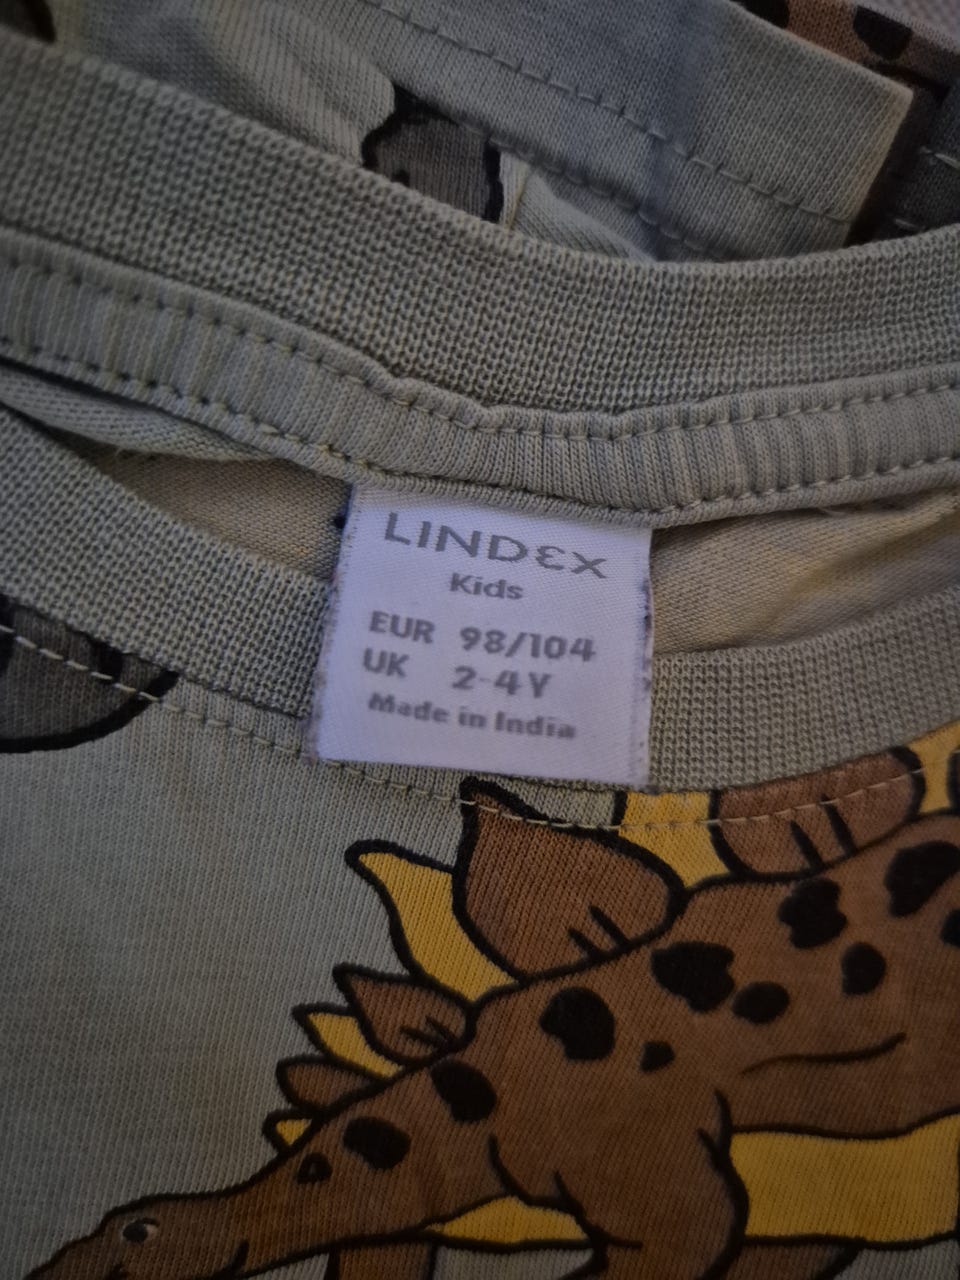 LINDEX
Kids
EUR 98/104
UK 2-4Y
Made in India